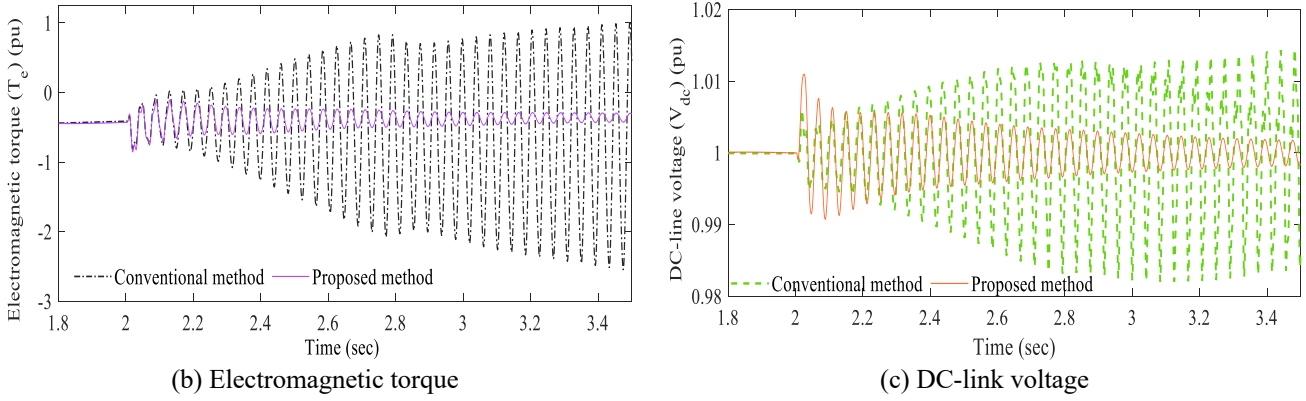 Electromagnetic torque (T_e) (pu)
1
0
-1
-2
-3
Conventional method
Proposed method
1.8 2 2.2 2.4 2.6 2.8 3 3.2 3.4
Time (sec)
(b) Electromagnetic torque
DC-link voltage (V_dc) (pu)
1.02
1.01
1
0.99
0.98
Conventional method
Proposed method
1.8 2 2.2 2.4 2.6 2.8 3 3.2 3.4
Time (sec)
(c) DC-link voltage